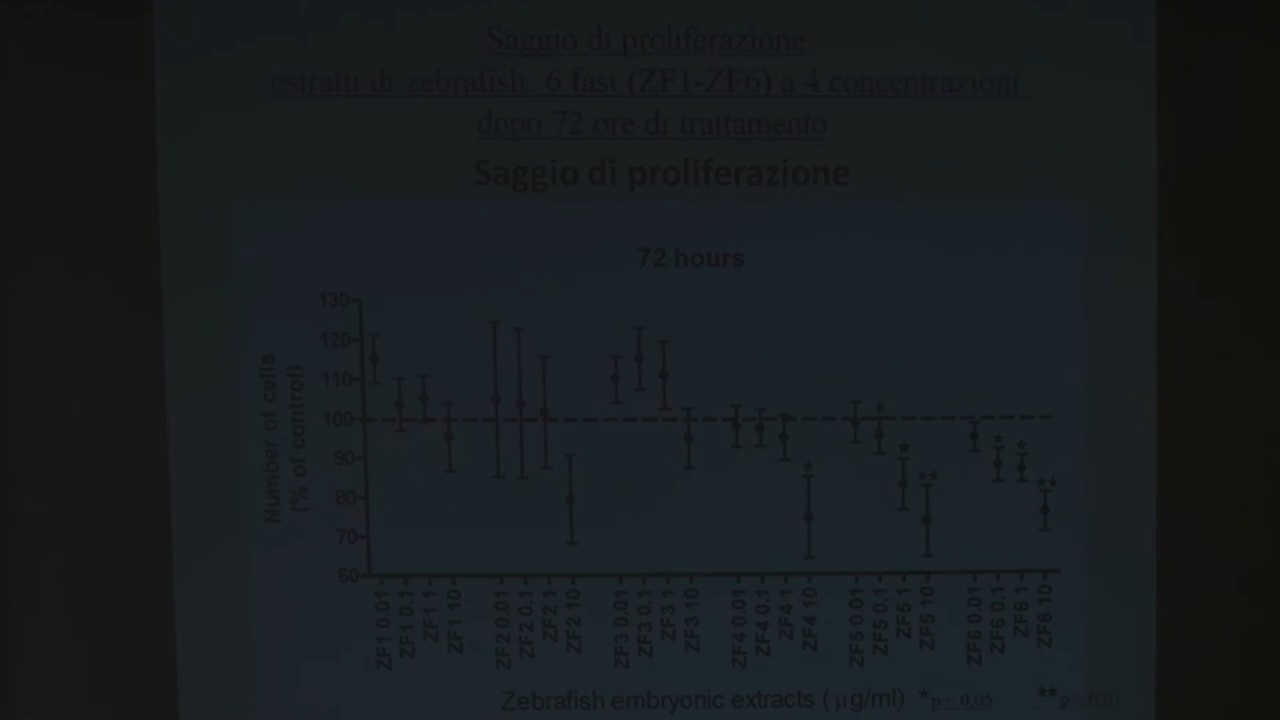 Saggio di proliferazione
estratti di zebrafish: 6 fasi (ZF1-ZF6) a 4 concentrazioni
dopo 72 ore di trattamento
Saggio di proliferazione
72 hours
Number of cells
(% of control)
130
120
110
100
90
80
70
60
* * * ** * * **
ZF1 0.01
ZF1 0.1
ZF1 1
ZF1 10
ZF2 0.01
ZF2 0.1
ZF2 1
ZF2 10
ZF3 0.01
ZF3 0.1
ZF3 1
ZF3 10
ZF4 0.01
ZF4 0.1
ZF4 1
ZF4 10
ZF5 0.01
ZF5 0.1
ZF5 1
ZF5 10
ZF6 0.01
ZF6 0.1
ZF6 1
ZF6 10
Zebrafish embryonic extracts ( µg/ml) *p < 0,05 **p < 0,01